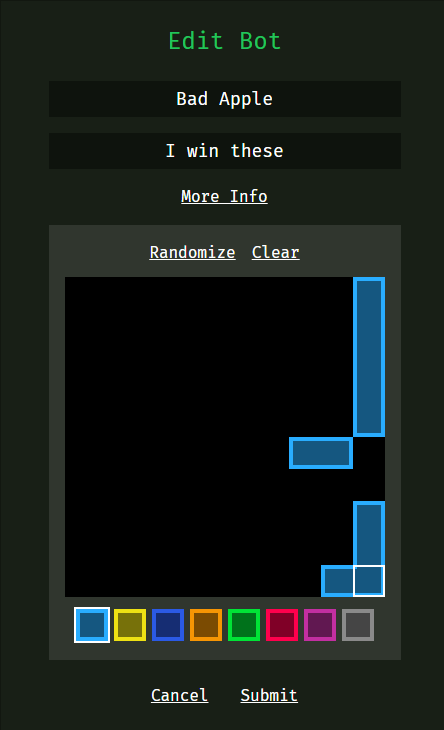 Edit Bot
Bad Apple
I win these
More Info
Randomize Clear
Cancel Submit